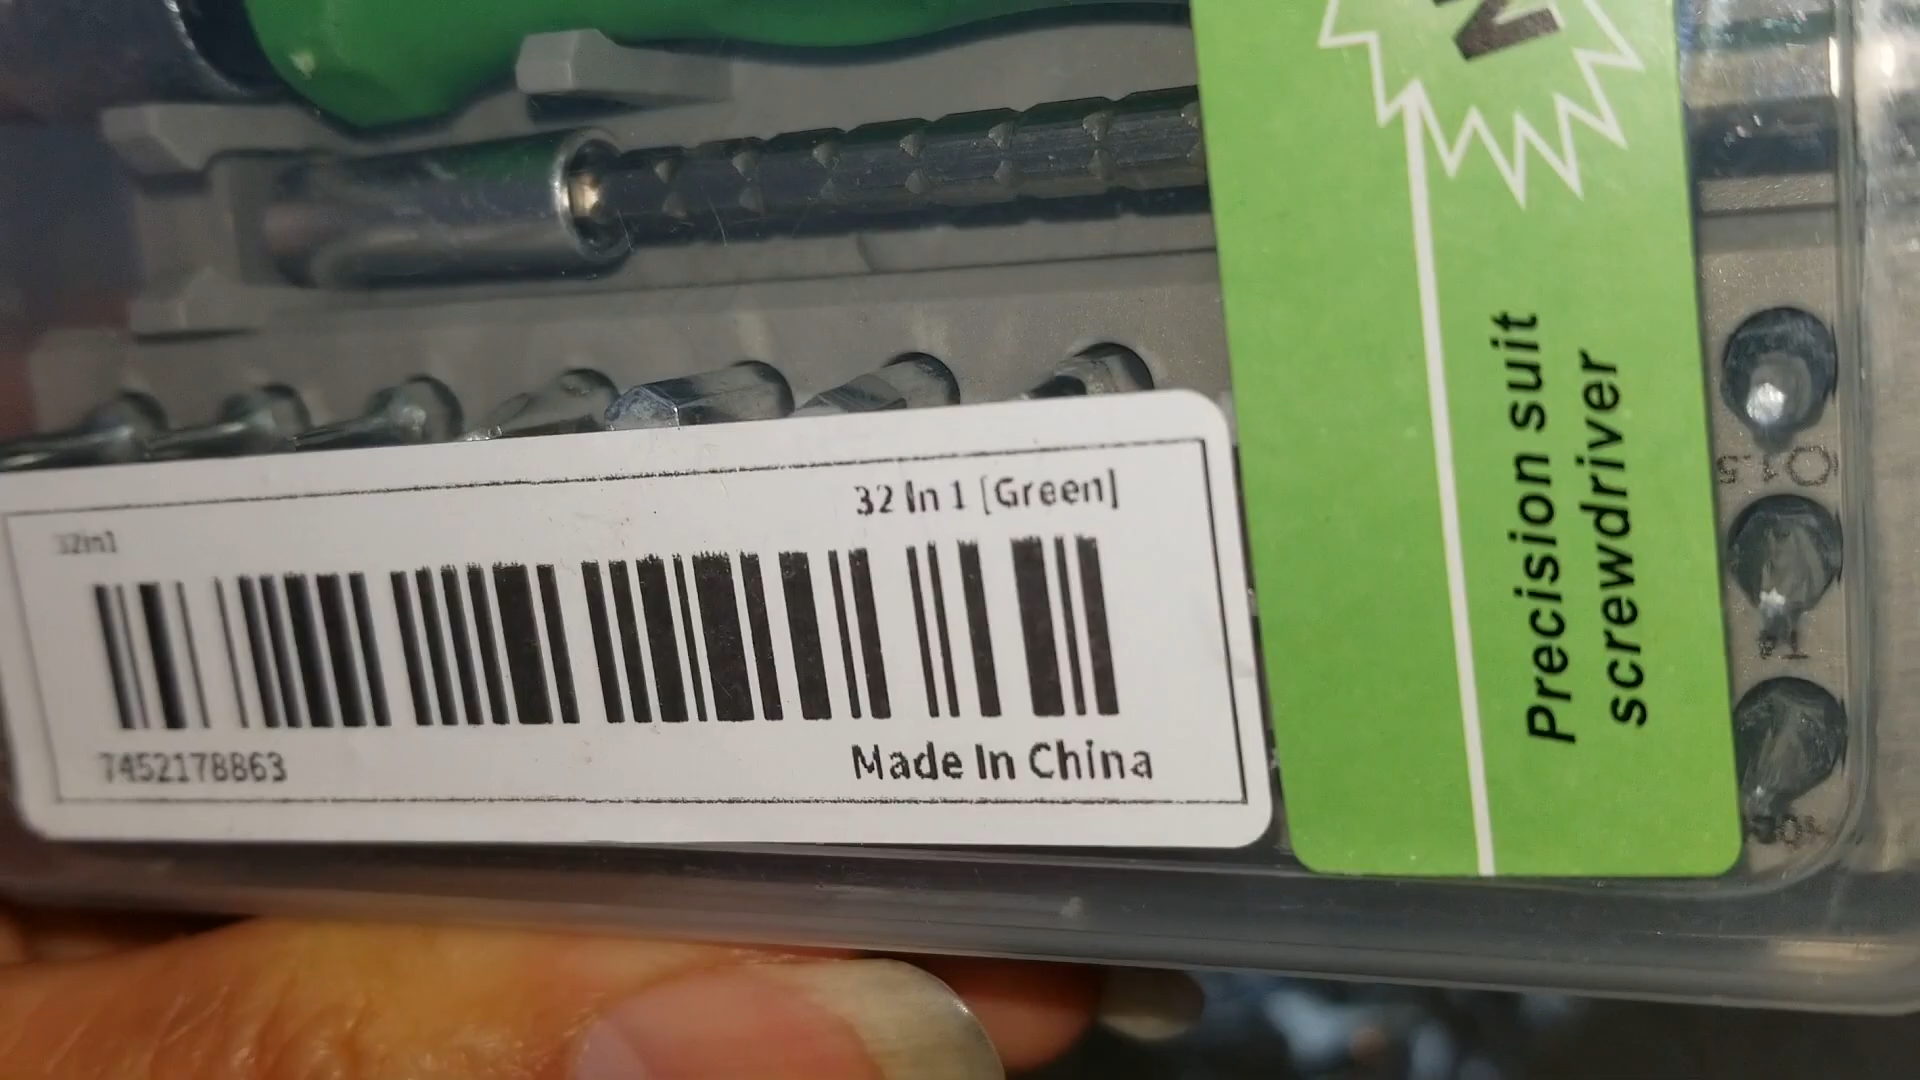 32in1
32 In 1 [Green]
7452178863
Made In China
Precision suit
screwdriver